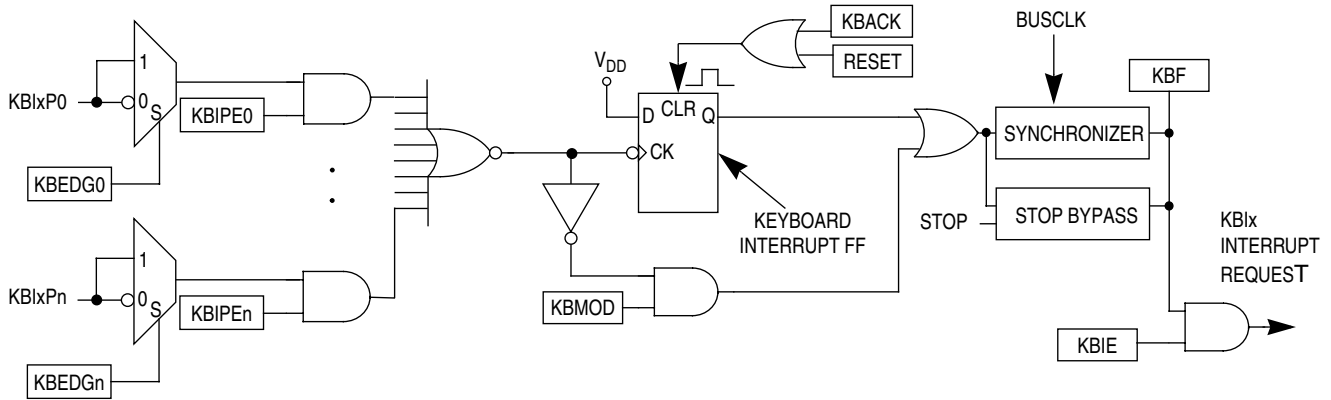 KBACK
RESET
BUSCLK
VDD
KBF
KBIxP0
1
0
S
KBIPE0
D
CLR
Q
CK
SYNCHRONIZER
KBEDG0
STOP BYPASS
STOP
KEYBOARD
INTERRUPT FF
KBIx
INTERRUPT
REQUEST
KBIxPn
1
0
S
KBIPEn
KBMOD
KBIE
KBEDGn